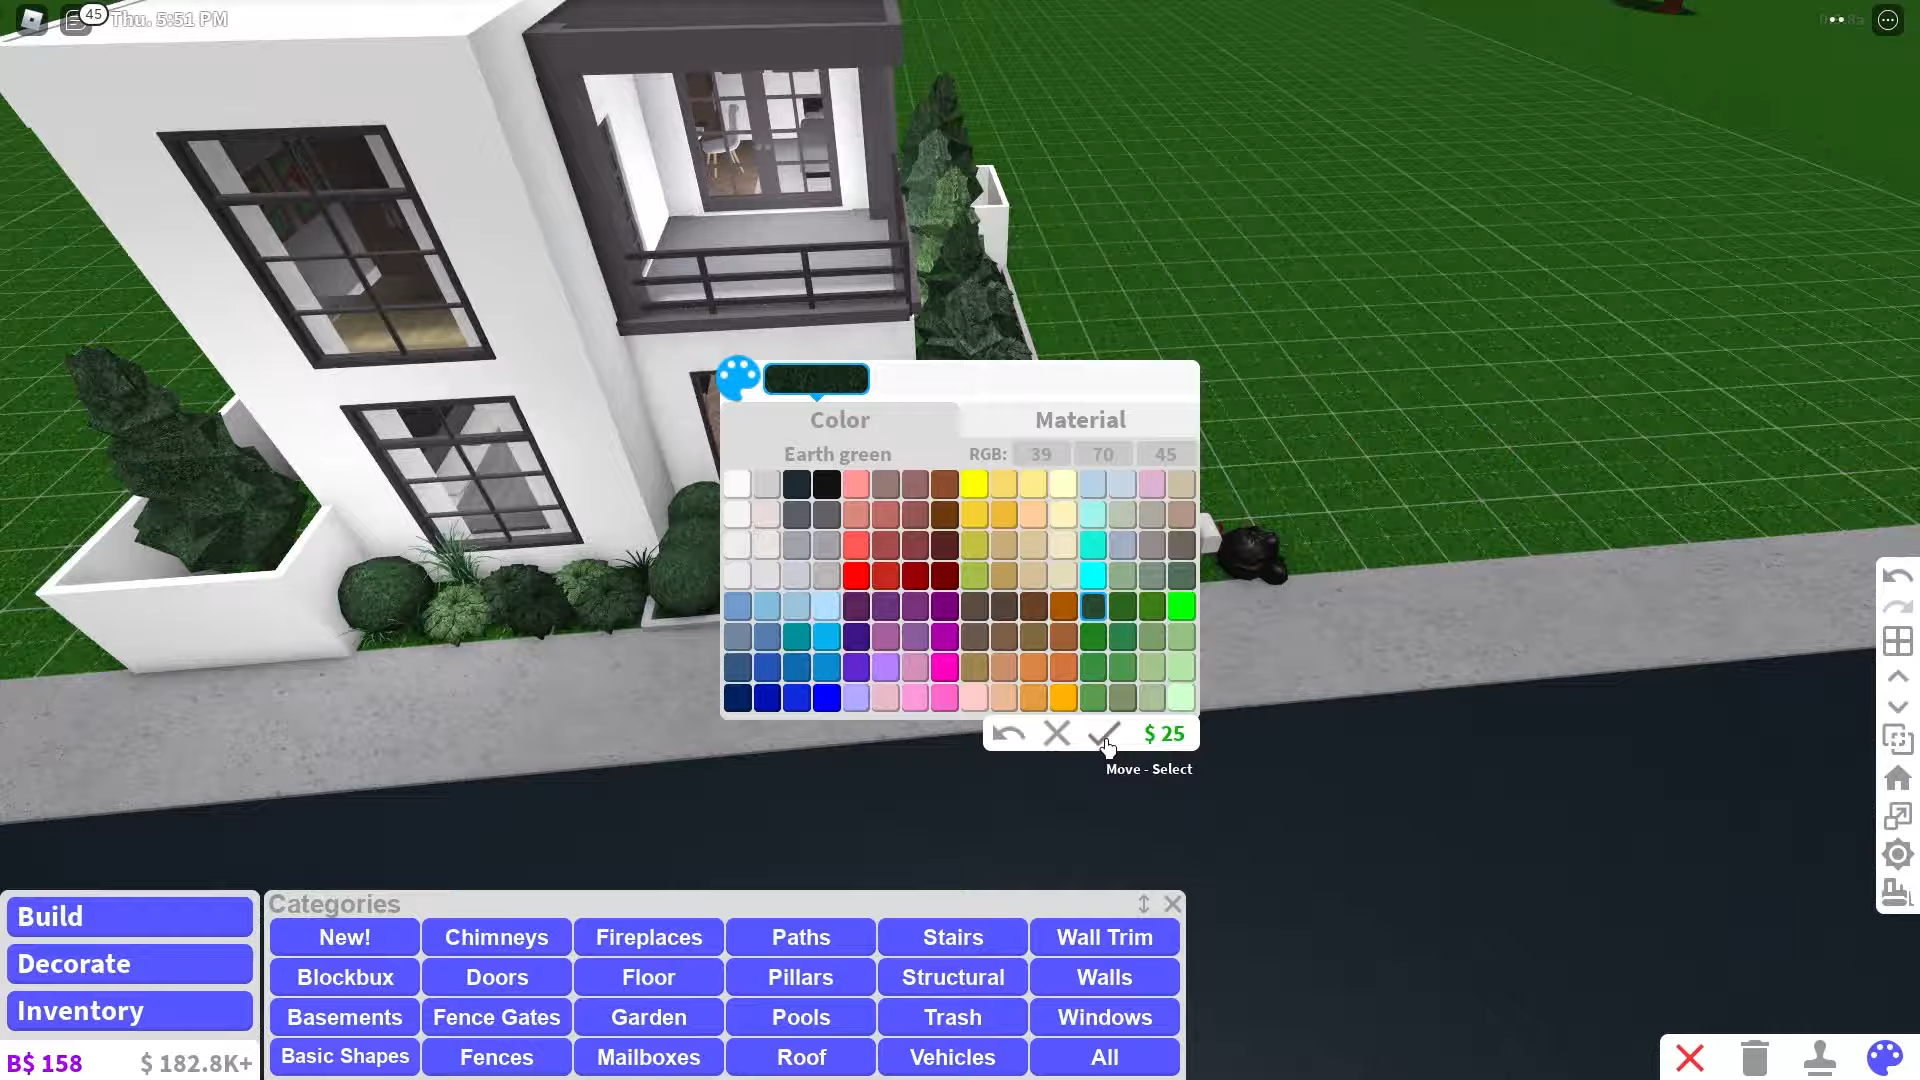 45
Thu. 5:51 PM
Color
Material
Earth green
RGB: 39 70 45
$ 25
Move - Select
Build
Decorate
Inventory
B$ 158
$ 182.8K+
Categories
New!
Chimneys
Fireplaces
Paths
Stairs
Wall Trim
Blockbux
Doors
Floor
Pillars
Structural
Walls
Basements
Fence Gates
Garden
Pools
Trash
Windows
Basic Shapes
Fences
Mailboxes
Roof
Vehicles
All